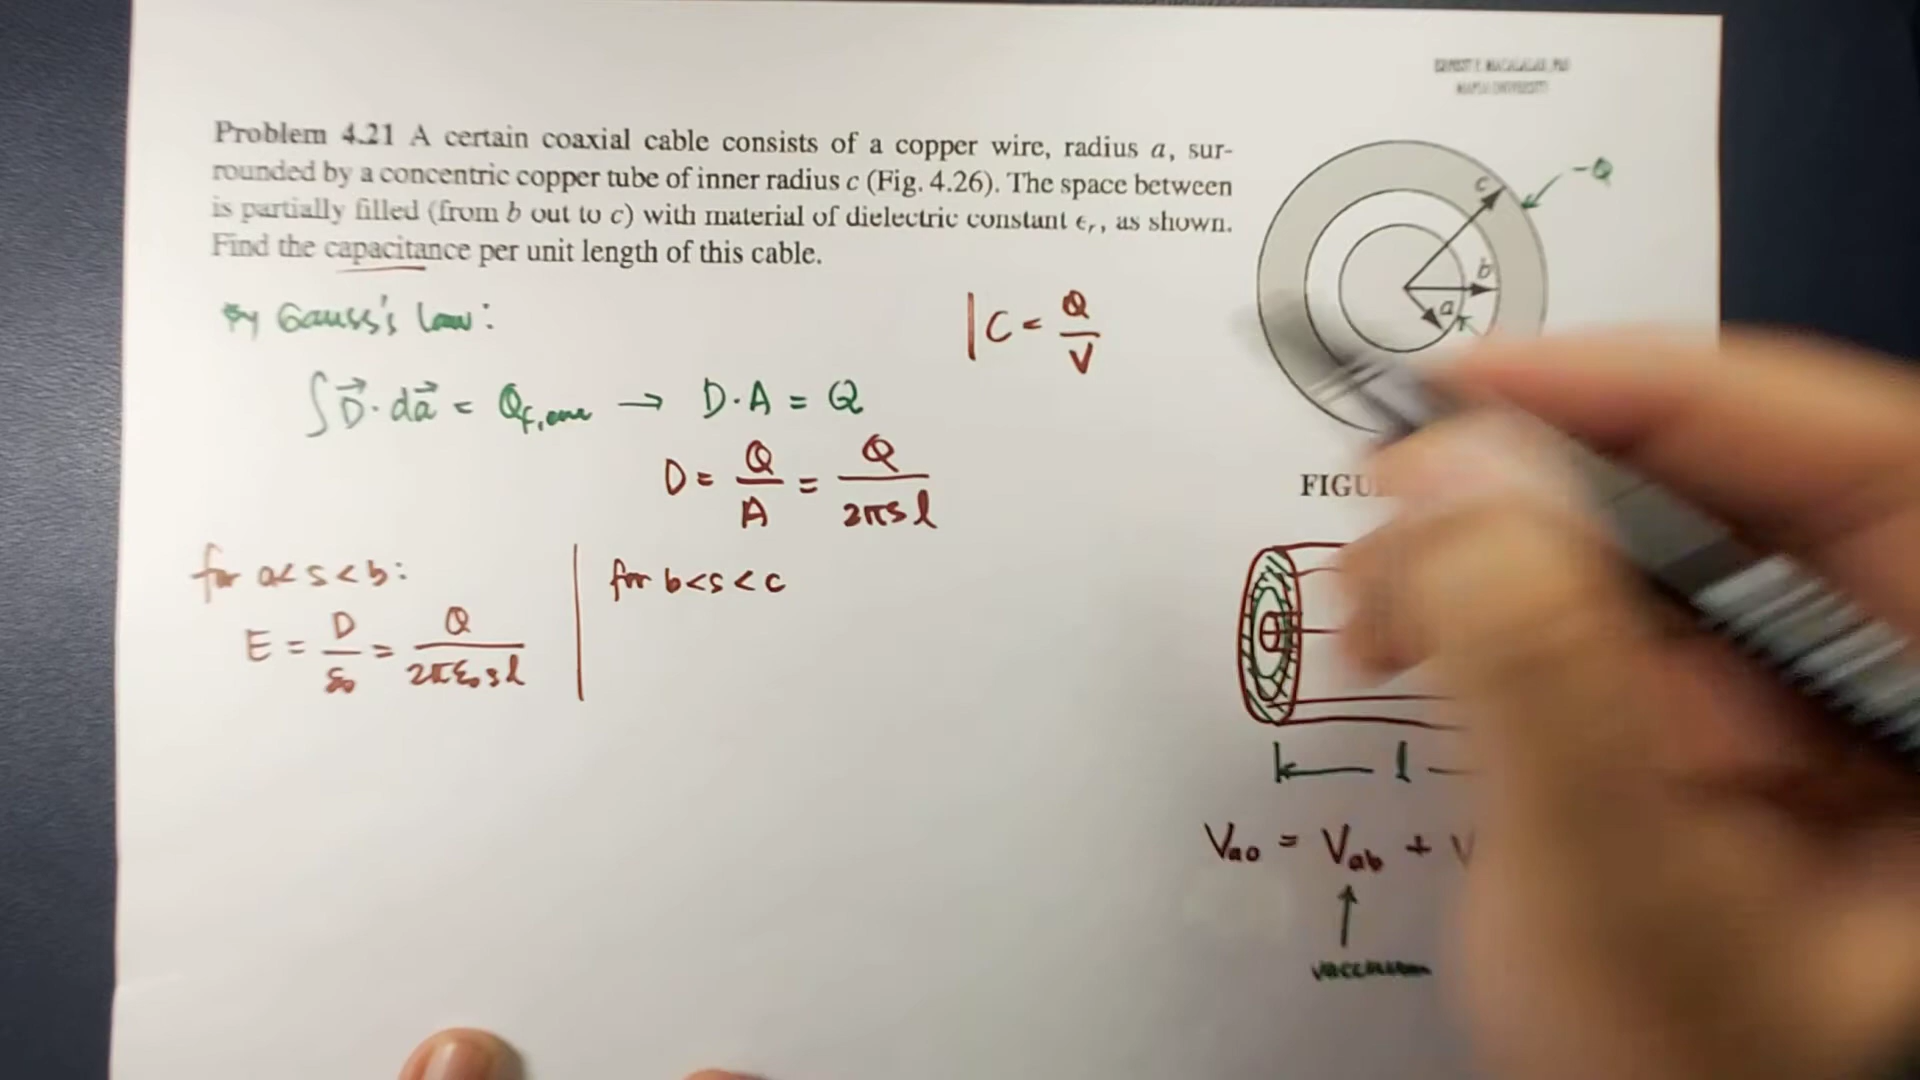 Problem 4.21 A certain coaxial cable consists of a copper wire, radius a, sur-
rounded by a concentric copper tube of inner radius c (Fig. 4.26). The space between
is partially filled (from b out to c) with material of dielectric constant ϵr, as shown.
Find the capacitance per unit length of this cable.
By Gauss's law:
∫D⃗·da⃗ = Qf,enc → D·A = Q
C = Q/V
D = Q/A = Q/2πsl
for a<s<b:
E = D/ε0 = Q/2πε0sl
for b<s<c
c
b
a
-Q
FIGU
l
Vao = Vab + V
↑